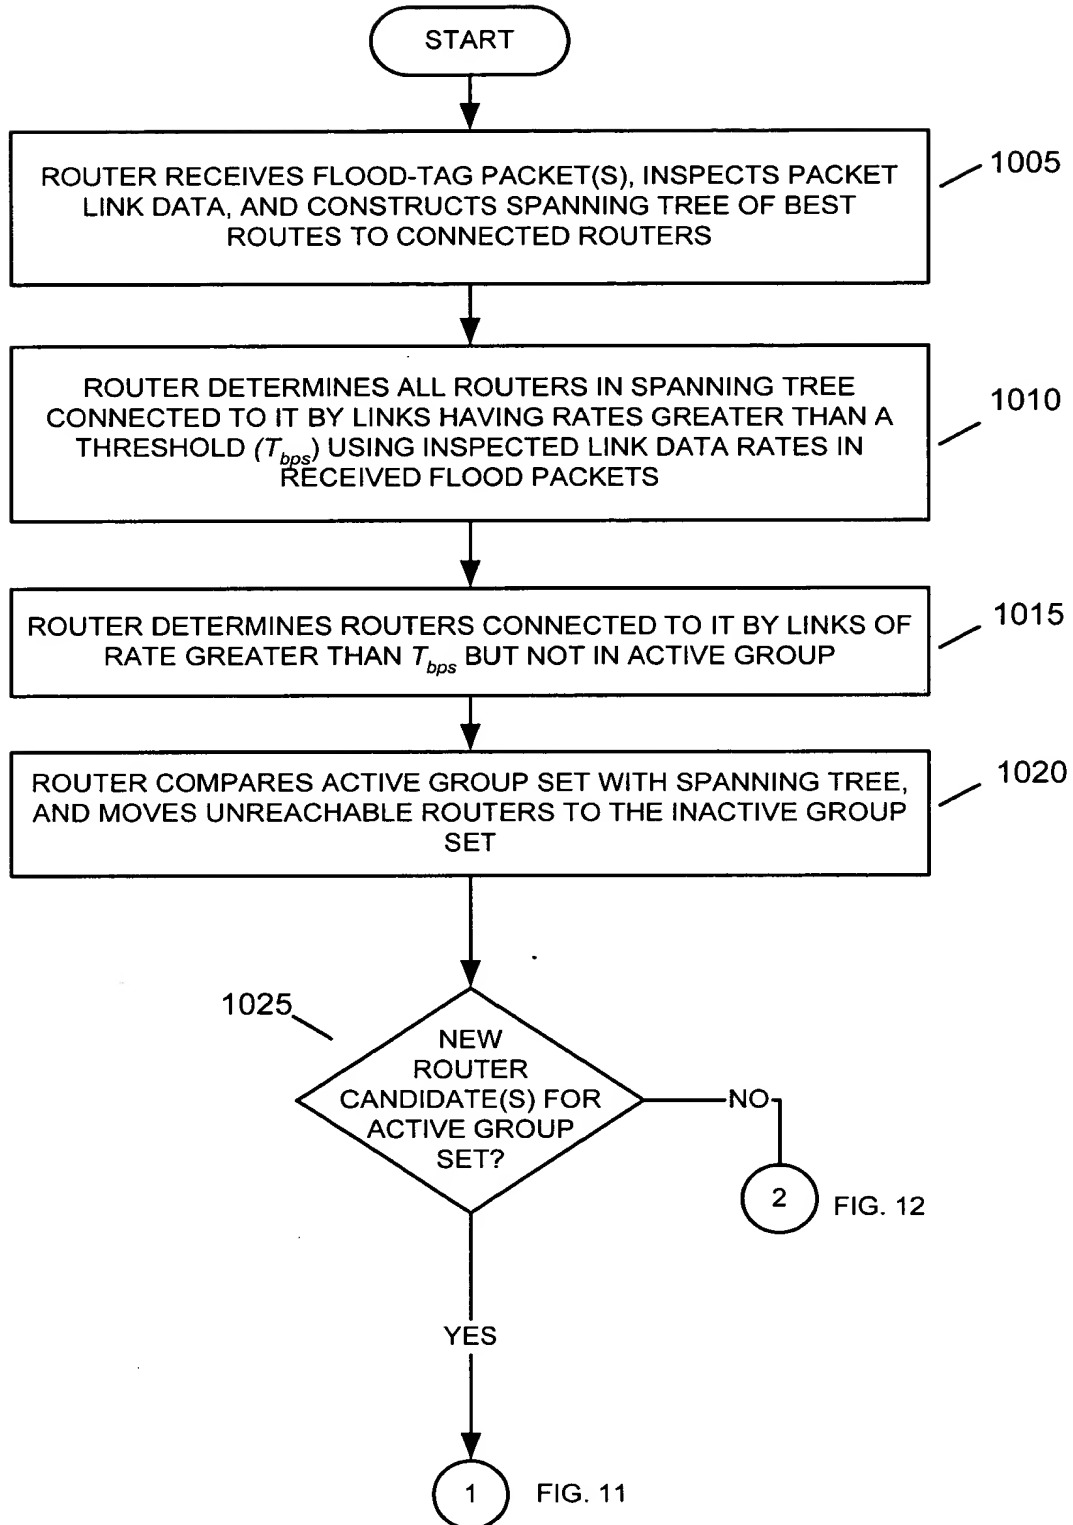 START
ROUTER RECEIVES FLOOD-TAG PACKET(S), INSPECTS PACKET
LINK DATA, AND CONSTRUCTS SPANNING TREE OF BEST
ROUTES TO CONNECTED ROUTERS
1005
ROUTER DETERMINES ALL ROUTERS IN SPANNING TREE
CONNECTED TO IT BY LINKS HAVING RATES GREATER THAN A
THRESHOLD (Tbps) USING INSPECTED LINK DATA RATES IN
RECEIVED FLOOD PACKETS
1010
ROUTER DETERMINES ROUTERS CONNECTED TO IT BY LINKS OF
RATE GREATER THAN Tbps BUT NOT IN ACTIVE GROUP
1015
ROUTER COMPARES ACTIVE GROUP SET WITH SPANNING TREE,
AND MOVES UNREACHABLE ROUTERS TO THE INACTIVE GROUP
SET
1020
1025
NEW
ROUTER
CANDIDATE(S) FOR
ACTIVE GROUP
SET?
NO
2
FIG. 12
YES
1
FIG. 11